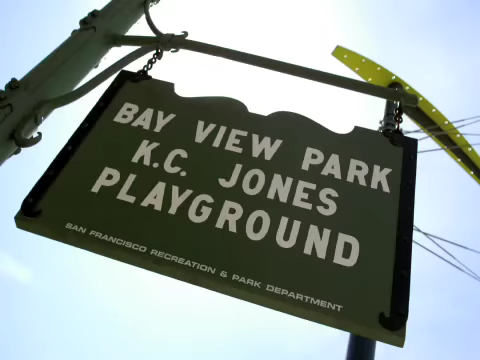 BAY VIEW PARK
K.C. JONES
PLAYGROUND
SAN FRANCISCO RECREATION & PARK DEPARTMENT